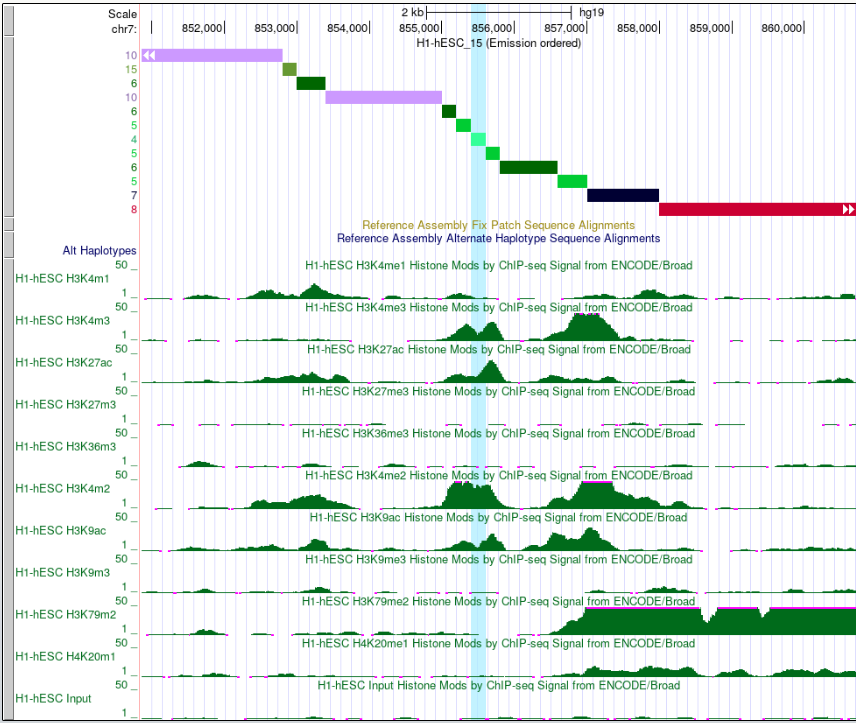 Scale 2 kb hg19
chr7: 852,000 853,000 854,000 855,000 856,000 857,000 858,000 859,000 860,000
H1-hESC_15 (Emission ordered)
10
15
6
10
6
5
4
5
6
5
7
8
Reference Assembly Fix Patch Sequence Alignments
Reference Assembly Alternate Haplotype Sequence Alignments
Alt Haplotypes
H1-hESC H3K4me1 Histone Mods by ChIP-seq Signal from ENCODE/Broad
50 _
H1-hESC H3K4m1
1 _
H1-hESC H3K4me3 Histone Mods by ChIP-seq Signal from ENCODE/Broad
50 _
H1-hESC H3K4m3
1 _
H1-hESC H3K27ac Histone Mods by ChIP-seq Signal from ENCODE/Broad
50 _
H1-hESC H3K27ac
1 _
H1-hESC H3K27me3 Histone Mods by ChIP-seq Signal from ENCODE/Broad
50 _
H1-hESC H3K27m3
1 _
H1-hESC H3K36me3 Histone Mods by ChIP-seq Signal from ENCODE/Broad
50 _
H1-hESC H3K36m3
1 _
H1-hESC H3K4me2 Histone Mods by ChIP-seq Signal from ENCODE/Broad
50 _
H1-hESC H3K4m2
1 _
H1-hESC H3K9ac Histone Mods by ChIP-seq Signal from ENCODE/Broad
50 _
H1-hESC H3K9ac
1 _
H1-hESC H3K9me3 Histone Mods by ChIP-seq Signal from ENCODE/Broad
50 _
H1-hESC H3K9m3
1 _
H1-hESC H3K79me2 Histone Mods by ChIP-seq Signal from ENCODE/Broad
50 _
H1-hESC H3K79m2
1 _
H1-hESC H4K20me1 Histone Mods by ChIP-seq Signal from ENCODE/Broad
50 _
H1-hESC H4K20m1
1 _
H1-hESC Input Histone Mods by ChIP-seq Signal from ENCODE/Broad
50 _
H1-hESC Input
1 _